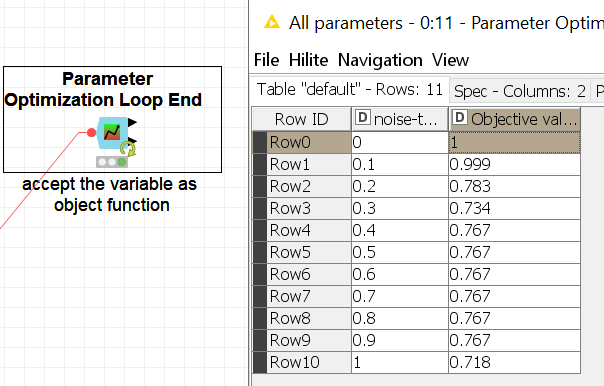 All parameters - 0:11 - Parameter Optim
File Hilite Navigation View
Table "default" - Rows: 11 Spec - Columns: 2 P
Row ID D noise-t... D Objective val...
Row0 0 1
Row1 0.1 0.999
Row2 0.2 0.783
Row3 0.3 0.734
Row4 0.4 0.767
Row5 0.5 0.767
Row6 0.6 0.767
Row7 0.7 0.767
Row8 0.8 0.767
Row9 0.9 0.767
Row10 1 0.718
Parameter
Optimization Loop End
accept the variable as
object function